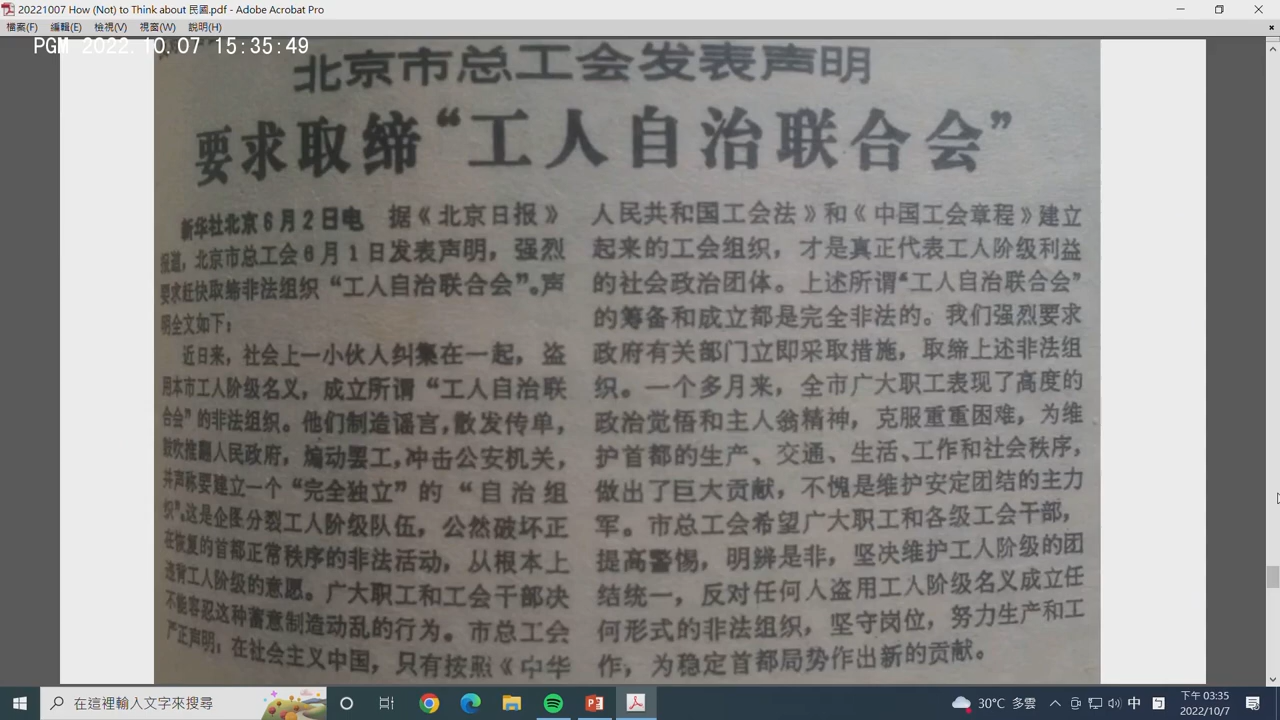 20221007 How (Not) to Think about 民國.pdf - Adobe Acrobat Pro
檔案(F) 編輯(E) 檢視(V) 視窗(W) 說明(H)
PGM 2022.10.07 15:35:49
北京市总工会发表声明
要求取缔“工人自治联合会”
新华社北京6月2日电 据《北京日报》
报道，北京市总工会6月1日发表声明，强烈
要求赶快取缔非法组织“工人自治联合会”。声
明全文如下：
近日来，社会上一小伙人纠集在一起，盗
用本市工人阶级名义，成立所谓“工人自治联
合会”的非法组织。他们制造谣言，散发传单，
鼓吹推翻人民政府，煽动罢工，冲击公安机关，
并声称要建立一个“完全独立”的“自治组
织”。这是企图分裂工人阶级队伍，公然破坏正
在恢复的首都正常秩序的非法活动，从根本上
违背工人阶级的意愿。广大职工和工会干部决
不能容忍这种蓄意制造动乱的行为。市总工会
严正声明：在社会主义中国，只有按照《中华
人民共和国工会法》和《中国工会章程》建立
起来的工会组织，才是真正代表工人阶级利益
的社会政治团体。上述所谓“工人自治联合会”
的筹备和成立都是完全非法的。我们强烈要求
政府有关部门立即采取措施，取缔上述非法组
织。一个多月来，全市广大职工表现了高度的
政治觉悟和主人翁精神，克服重重困难，为维
护首都的生产、交通、生活、工作和社会秩序，
做出了巨大贡献，不愧是维护安定团结的主力
军。市总工会希望广大职工和各级工会干部，
提高警惕，明辨是非，坚决维护工人阶级的团
结统一，反对任何人盗用工人阶级名义成立任
何形式的非法组织，坚守岗位，努力生产和工
作，为稳定首都局势作出新的贡献。
在這裡輸入文字來搜尋
30°C 多雲
中
下午 03:35
2022/10/7